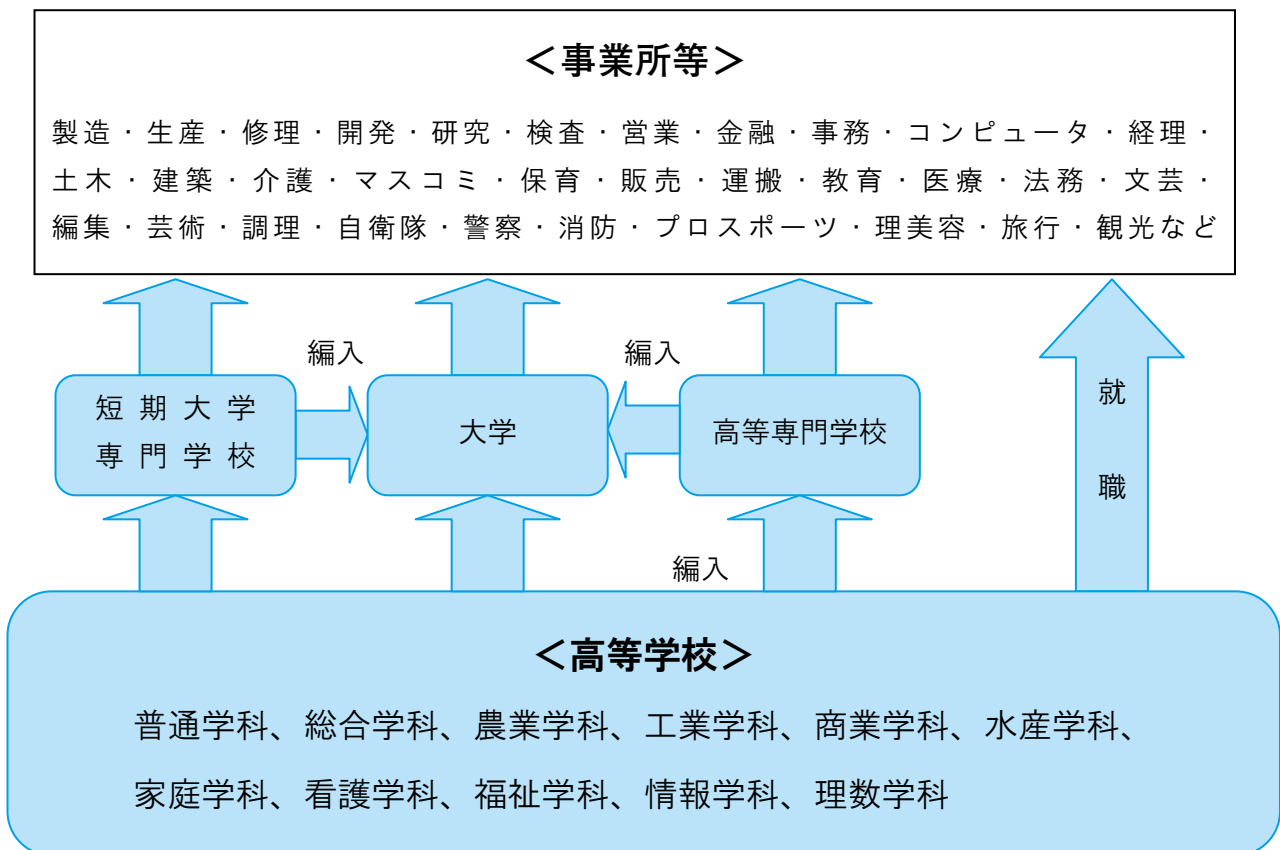 ＜事業所等＞
製造・生産・修理・開発・研究・検査・営業・金融・事務・コンピュータ・経理・
土木・建築・介護・マスコミ・保育・販売・運搬・教育・医療・法務・文芸・
編集・芸術・調理・自衛隊・警察・消防・プロスポーツ・理美容・旅行・観光など
編入
編入
短期大学
専門学校
大学
高等専門学校
就職
編入
＜高等学校＞
普通学科、総合学科、農業学科、工業学科、商業学科、水産学科、
家庭学科、看護学科、福祉学科、情報学科、理数学科